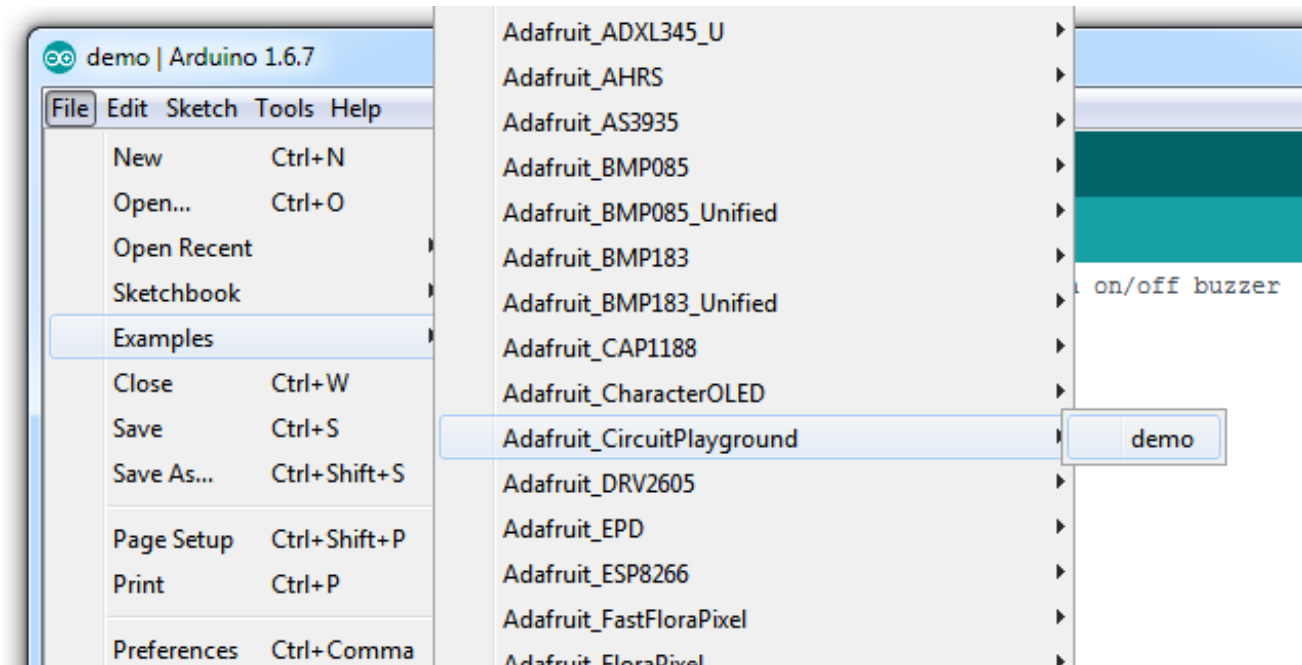 demo | Arduino 1.6.7
File Edit Sketch Tools Help
New Ctrl+N
Open... Ctrl+O
Open Recent
Sketchbook
Examples
Close Ctrl+W
Save Ctrl+S
Save As... Ctrl+Shift+S
Page Setup Ctrl+Shift+P
Print Ctrl+P
Preferences Ctrl+Comma
Adafruit_ADXL345_U
Adafruit_AHRS
Adafruit_AS3935
Adafruit_BMP085
Adafruit_BMP085_Unified
Adafruit_BMP183
Adafruit_BMP183_Unified
Adafruit_CAP1188
Adafruit_CharacterOLED
Adafruit_CircuitPlayground
Adafruit_DRV2605
Adafruit_EPD
Adafruit_ESP8266
Adafruit_FastFloraPixel
Adafruit_FloraPixel
demo
on/off buzzer